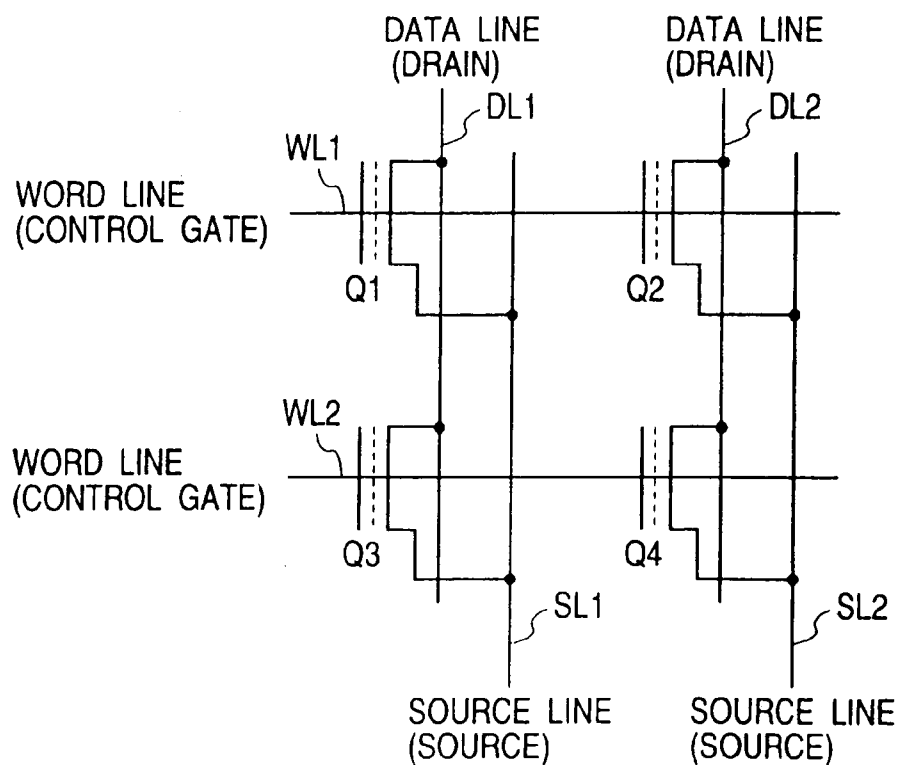 DATA LINE
(DRAIN)
DATA LINE
(DRAIN)
DL1
DL2
WL1
WORD LINE
(CONTROL GATE)
Q1
Q2
WL2
WORD LINE
(CONTROL GATE)
Q3
Q4
SL1
SL2
SOURCE LINE
(SOURCE)
SOURCE LINE
(SOURCE)